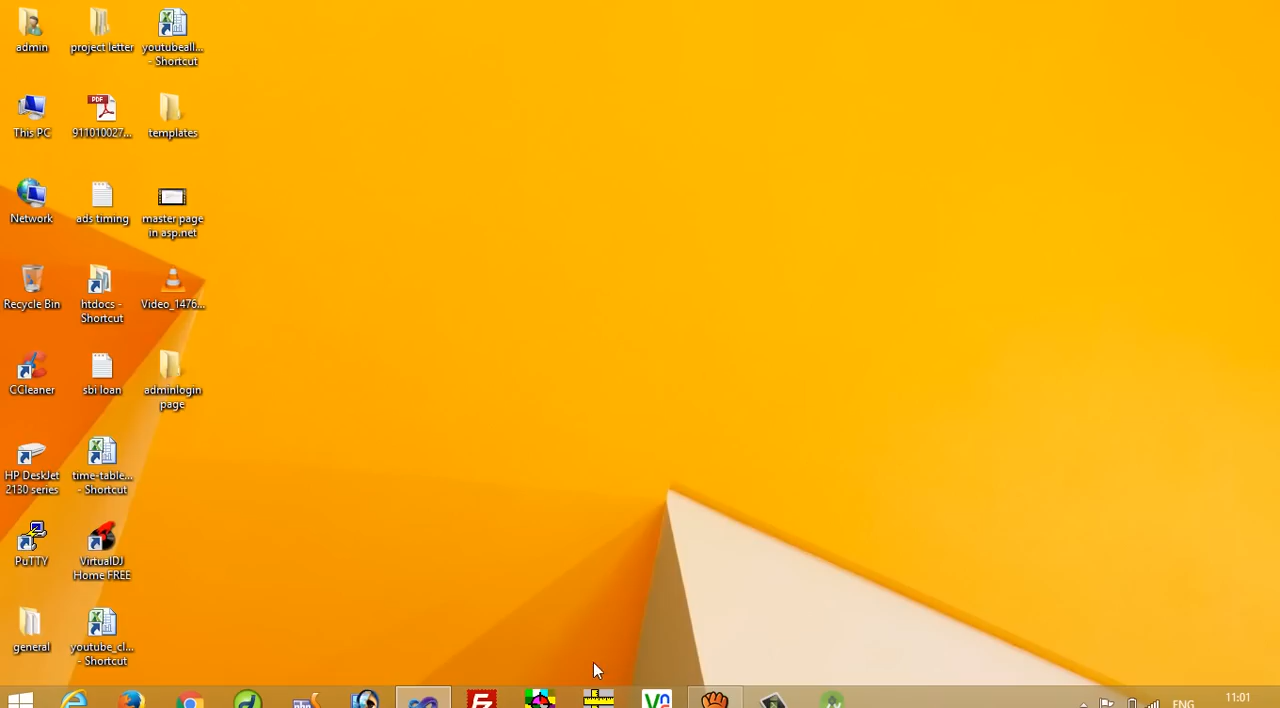 admin
project letter
youtubeall...
- Shortcut
This PC
PDF
911010027...
templates
Network
ads timing
master page
in asp.net
Recycle Bin
htdocs -
Shortcut
Video_1476...
CCleaner
sbi loan
adminlogin
page
HP DeskJet
2130 series
time-table...
- Shortcut
PuTTY
VirtualDJ
Home FREE
general
youtube_cl...
- Shortcut
ENG
11:01